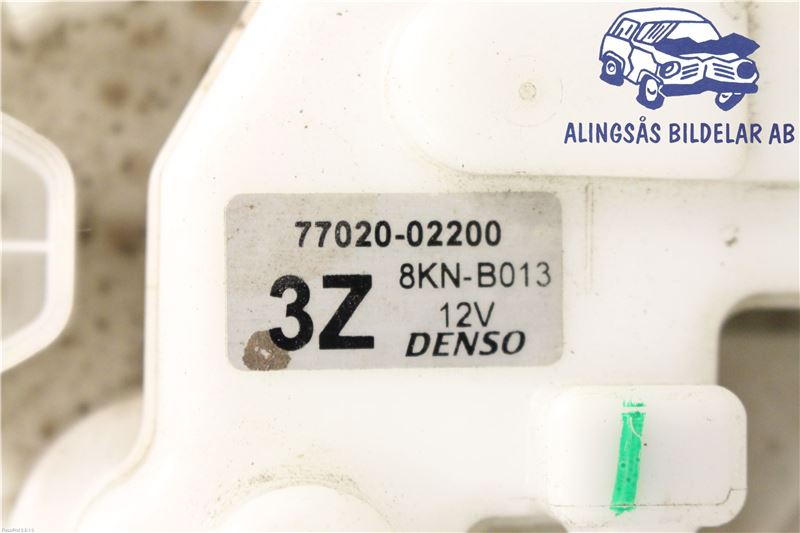 ALINGSÅS BILDELAR AB
77020-02200
3Z
8KN-B013
12V
DENSO